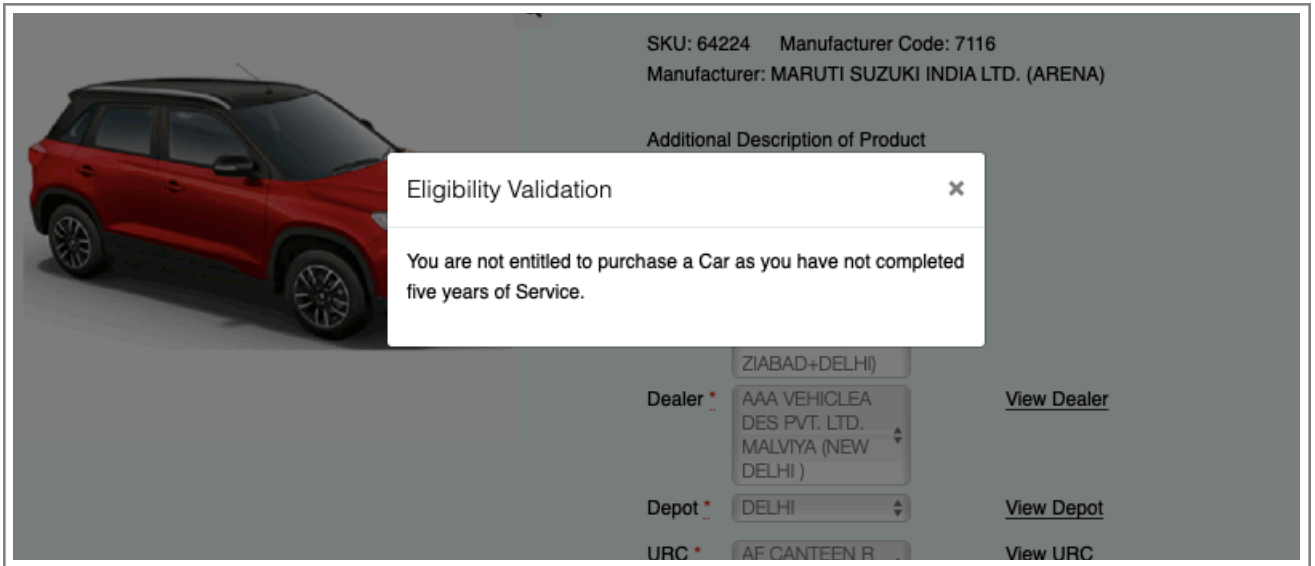 SKU: 64224 Manufacturer Code: 7116
Manufacturer: MARUTI SUZUKI INDIA LTD. (ARENA)
Additional Description of Product
Eligibility Validation ×
You are not entitled to purchase a Car as you have not completed
five years of Service.
ZIABAD+DELHI)
Dealer * AAA VEHICLEA
DES PVT. LTD.
MALVIYA (NEW
DELHI )
View Dealer
Depot * DELHI View Depot
URC * AF CANTEEN R View URC